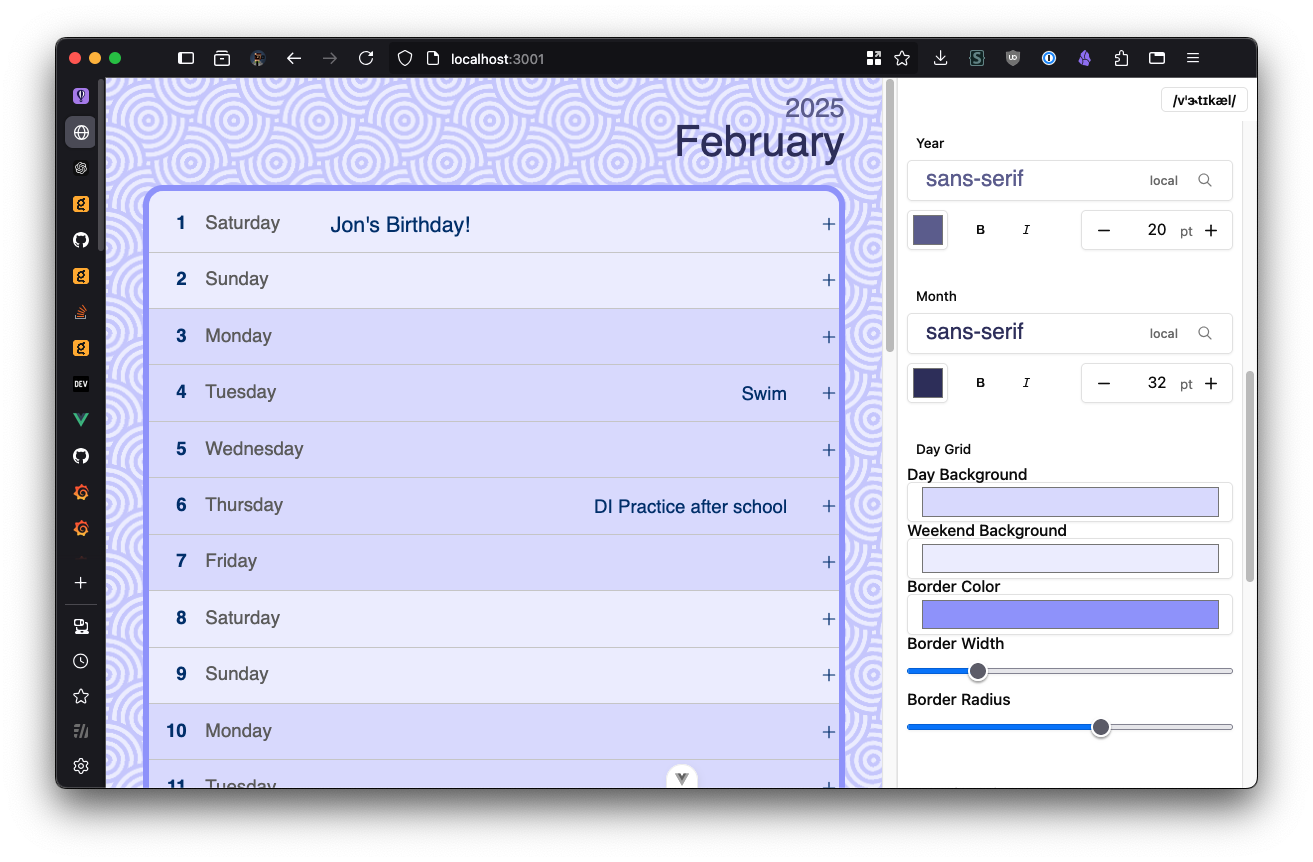 localhost:3001
/vˈɝtɪkæl/
2025
February
1 Saturday Jon's Birthday! +
2 Sunday +
3 Monday +
4 Tuesday Swim +
5 Wednesday +
6 Thursday DI Practice after school +
7 Friday +
8 Saturday +
9 Sunday +
10 Monday +
11 Tuesday +
Year
sans-serif local
B I − 20 pt +
Month
sans-serif local
B I − 32 pt +
Day Grid
Day Background
Weekend Background
Border Color
Border Width
Border Radius
DEV